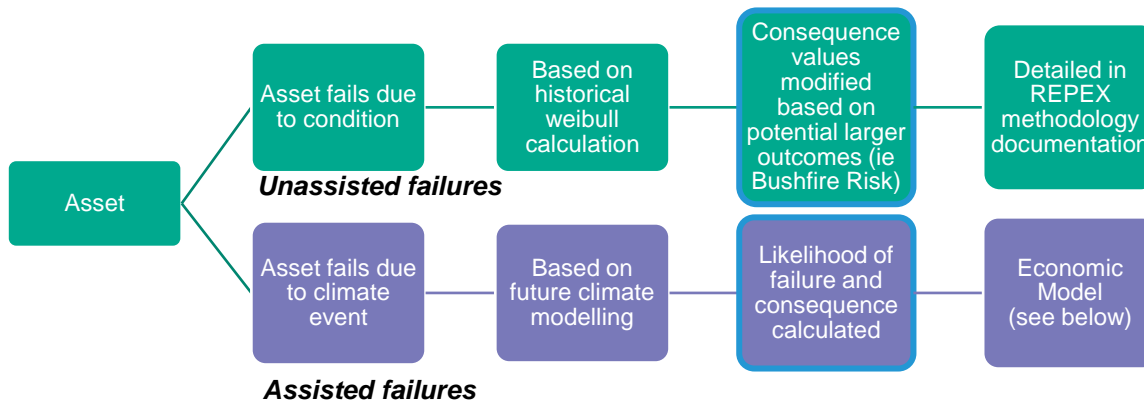 Asset
Asset fails due
to condition
Based on
historical
weibull
calculation
Consequence
values
modified
based on
potential larger
outcomes (ie
Bushfire Risk)
Detailed in
REPEX
methodology
documentation
Unassisted failures
Asset fails due
to climate
event
Based on
future climate
modelling
Likelihood of
failure and
consequence
calculated
Economic
Model
(see below)
Assisted failures